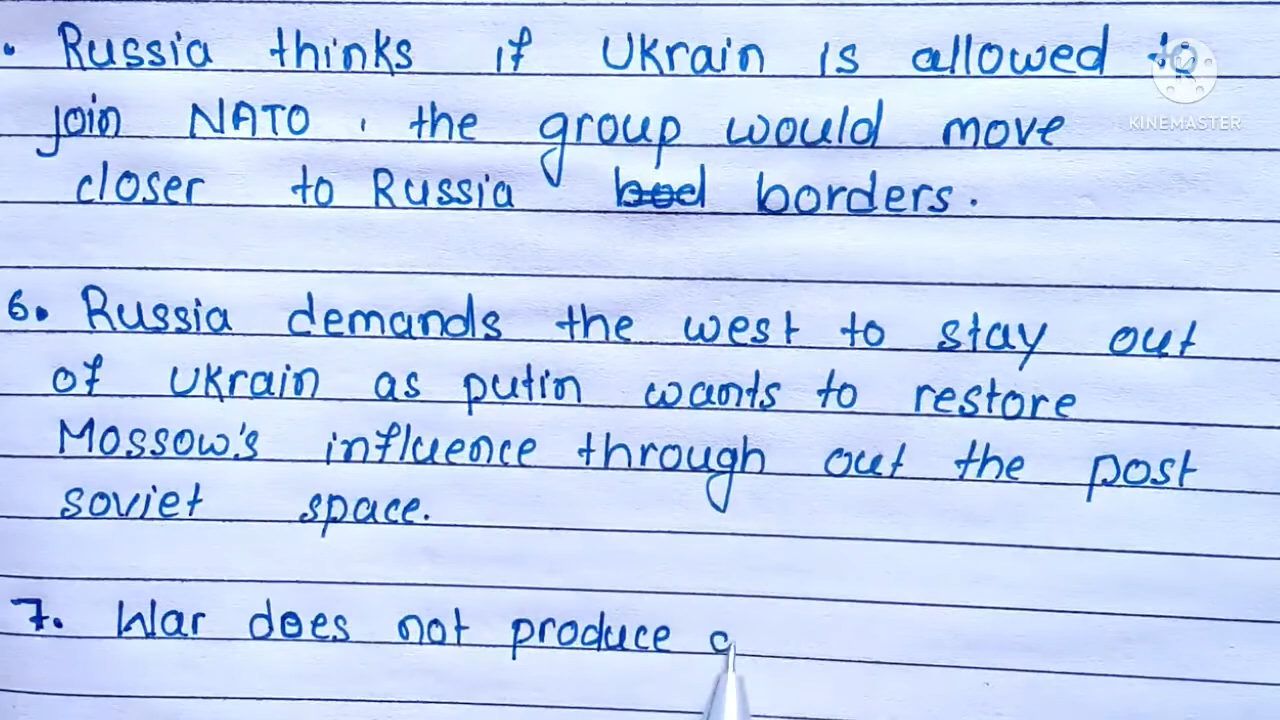 . Russia thinks if Ukrain is allowed to
join NATO, the group would move
closer to Russia borders.
6. Russia demands the west to stay out
of Ukrain as putin wants to restore
Mossow's influence through out the post
soviet space.
7. War does not produce
KINEMASTER